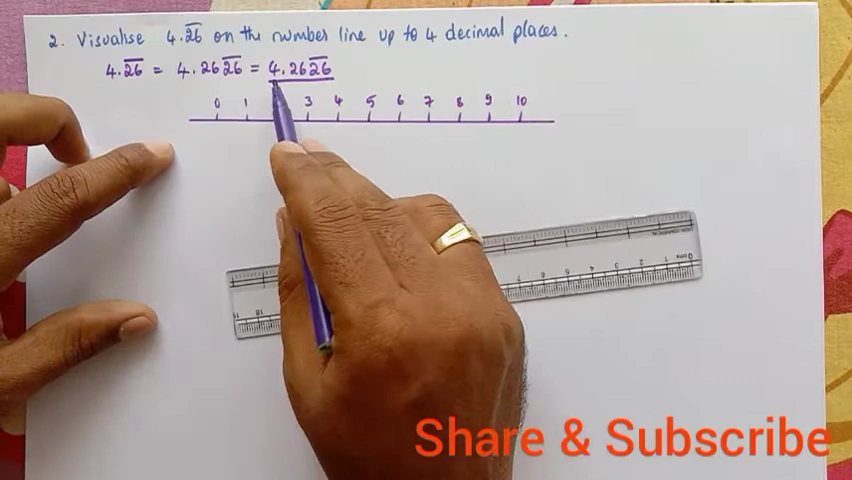 2. Visualise 4.2̅6̅ on the number line up to 4 decimal places.
4.2̅6̅ = 4.262̅6̅ = 4.262̅6̅
0 1 3 4 5 6 7 8 9 10
Share & Subscribe